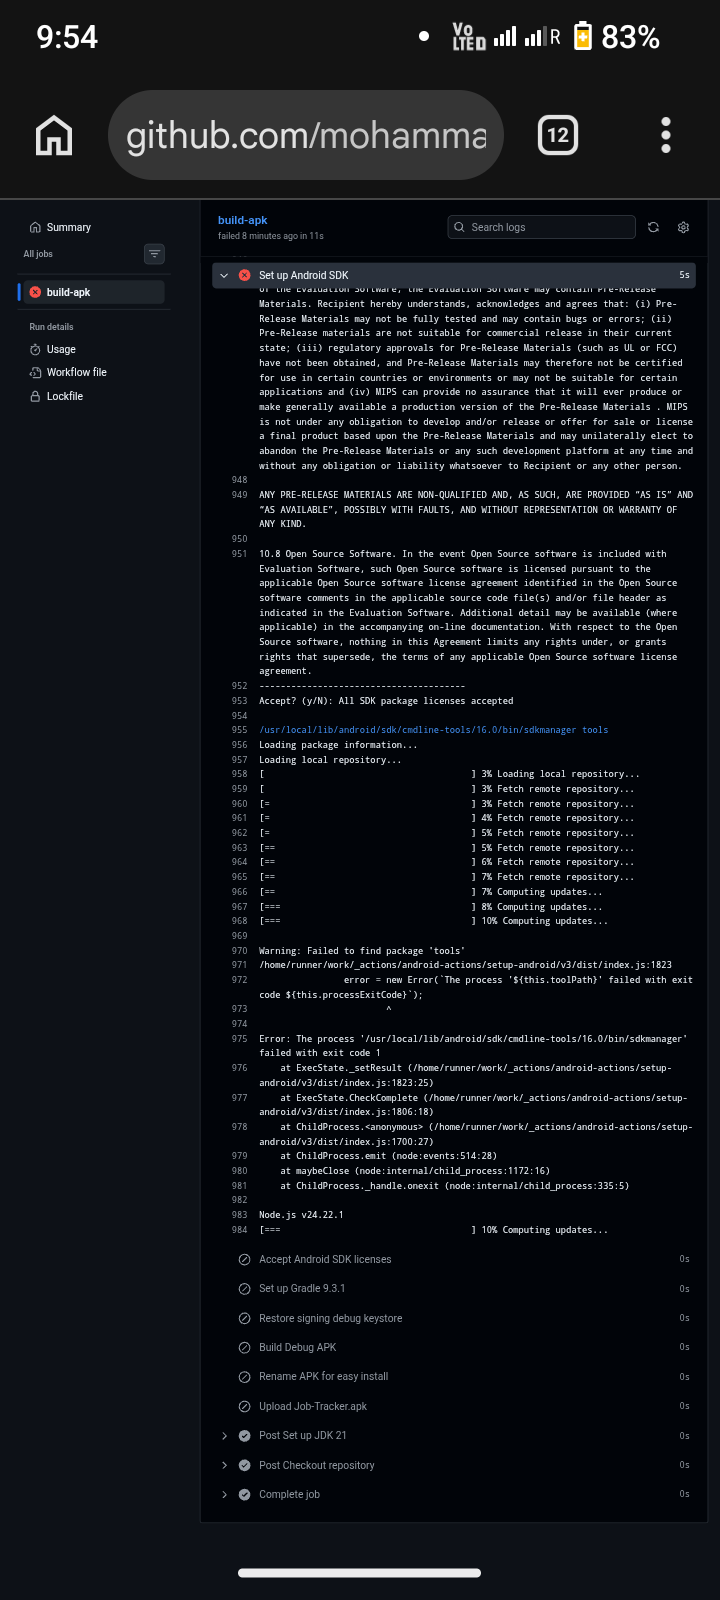 9:54
Vo LTED
R
83%
github.com/mohamma
12
Summary
All jobs
build-apk
Run details
Usage
Workflow file
Lockfile
build-apk
failed 8 minutes ago in 11s
Search logs
Set up Android SDK 5s
of the Evaluation Software, the Evaluation Software may contain Pre-Release
Materials. Recipient hereby understands, acknowledges and agrees that: (i) Pre-
Release Materials may not be fully tested and may contain bugs or errors; (ii)
Pre-Release materials are not suitable for commercial release in their current
state; (iii) regulatory approvals for Pre-Release Materials (such as UL or FCC)
have not been obtained, and Pre-Release Materials may therefore not be certified
for use in certain countries or environments or may not be suitable for certain
applications and (iv) MIPS can provide no assurance that it will ever produce or
make generally available a production version of the Pre-Release Materials . MIPS
is not under any obligation to develop and/or release or offer for sale or license
a final product based upon the Pre-Release Materials and may unilaterally elect to
abandon the Pre-Release Materials or any such development platform at any time and
without any obligation or liability whatsoever to Recipient or any other person.
948
949 ANY PRE-RELEASE MATERIALS ARE NON-QUALIFIED AND, AS SUCH, ARE PROVIDED “AS IS” AND
“AS AVAILABLE”, POSSIBLY WITH FAULTS, AND WITHOUT REPRESENTATION OR WARRANTY OF
ANY KIND.
950
951 10.8 Open Source Software. In the event Open Source software is included with
Evaluation Software, such Open Source software is licensed pursuant to the
applicable Open Source software license agreement identified in the Open Source
software comments in the applicable source code file(s) and/or file header as
indicated in the Evaluation Software. Additional detail may be available (where
applicable) in the accompanying on-line documentation. With respect to the Open
Source software, nothing in this Agreement limits any rights under, or grants
rights that supersede, the terms of any applicable Open Source software license
agreement.
952 ---------------------------------------
953 Accept? (y/N): All SDK package licenses accepted
954
955 /usr/local/lib/android/sdk/cmdline-tools/16.0/bin/sdkmanager tools
956 Loading package information...
957 Loading local repository...
958 [                                       ] 3% Loading local repository...
959 [                                       ] 3% Fetch remote repository...
960 [=                                      ] 3% Fetch remote repository...
961 [=                                      ] 4% Fetch remote repository...
962 [=                                      ] 5% Fetch remote repository...
963 [==                                     ] 5% Fetch remote repository...
964 [==                                     ] 6% Fetch remote repository...
965 [==                                     ] 7% Fetch remote repository...
966 [==                                     ] 7% Computing updates...
967 [===                                    ] 8% Computing updates...
968 [===                                    ] 10% Computing updates...
969
970 Warning: Failed to find package 'tools'
971 /home/runner/work/_actions/android-actions/setup-android/v3/dist/index.js:1823
972                 error = new Error(`The process '${this.toolPath}' failed with exit
code ${this.processExitCode}`);
973                         ^
974
975 Error: The process '/usr/local/lib/android/sdk/cmdline-tools/16.0/bin/sdkmanager'
failed with exit code 1
976     at ExecState._setResult (/home/runner/work/_actions/android-actions/setup-
android/v3/dist/index.js:1823:25)
977     at ExecState.CheckComplete (/home/runner/work/_actions/android-actions/setup-
android/v3/dist/index.js:1806:18)
978     at ChildProcess.<anonymous> (/home/runner/work/_actions/android-actions/setup-
android/v3/dist/index.js:1700:27)
979     at ChildProcess.emit (node:events:514:28)
980     at maybeClose (node:internal/child_process:1172:16)
981     at ChildProcess._handle.onexit (node:internal/child_process:335:5)
982
983 Node.js v24.22.1
984 [===                                    ] 10% Computing updates...
Accept Android SDK licenses 0s
Set up Gradle 9.3.1 0s
Restore signing debug keystore 0s
Build Debug APK 0s
Rename APK for easy install 0s
Upload Job-Tracker.apk 0s
Post Set up JDK 21 0s
Post Checkout repository 0s
Complete job 0s